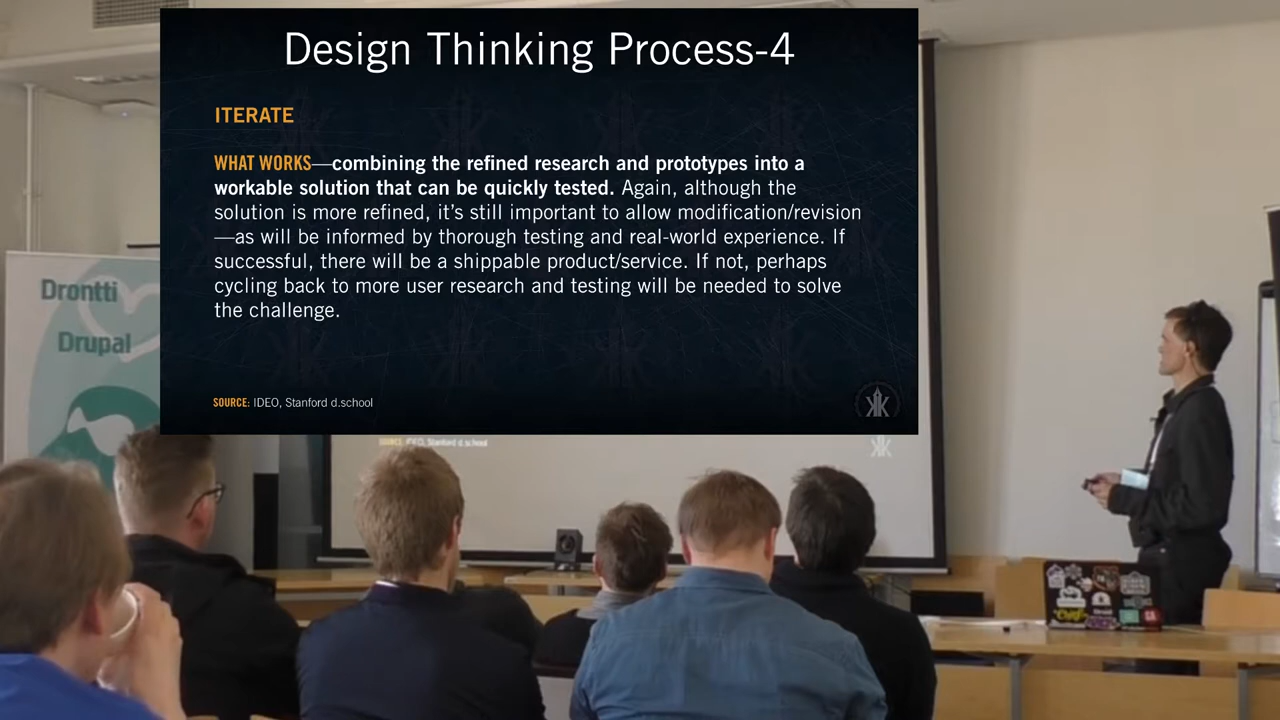 Design Thinking Process-4
ITERATE
WHAT WORKS—combining the refined research and prototypes into a
workable solution that can be quickly tested. Again, although the
solution is more refined, it's still important to allow modification/revision
—as will be informed by thorough testing and real-world experience. If
successful, there will be a shippable product/service. If not, perhaps
cycling back to more user research and testing will be needed to solve
the challenge.
SOURCE: IDEO, Stanford d.school
Drontti
Drupal
SOURCE: IDEO, Stanford d.school